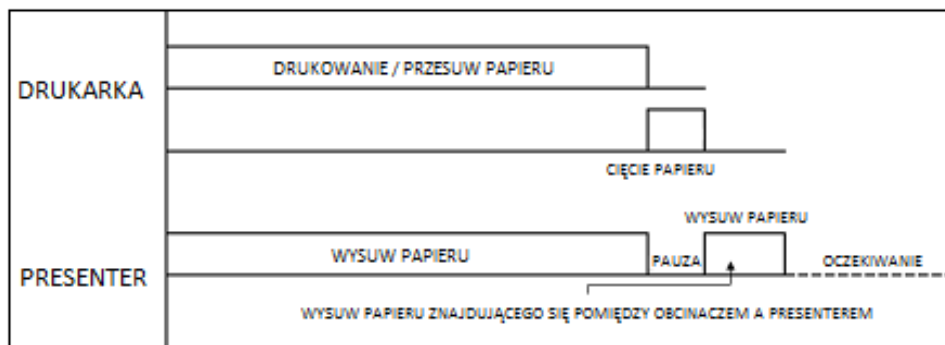 DRUKARKA
DRUKOWANIE / PRZESUW PAPIERU
CIĘCIE PAPIERU
WYSUW PAPIERU
PRESENTER
WYSUW PAPIERU
PAUZA
OCZEKIWANIE
WYSUW PAPIERU ZNAJDUJĄCEGO SIĘ POMIĘDZY OBCINACZEM A PRESENTEREM